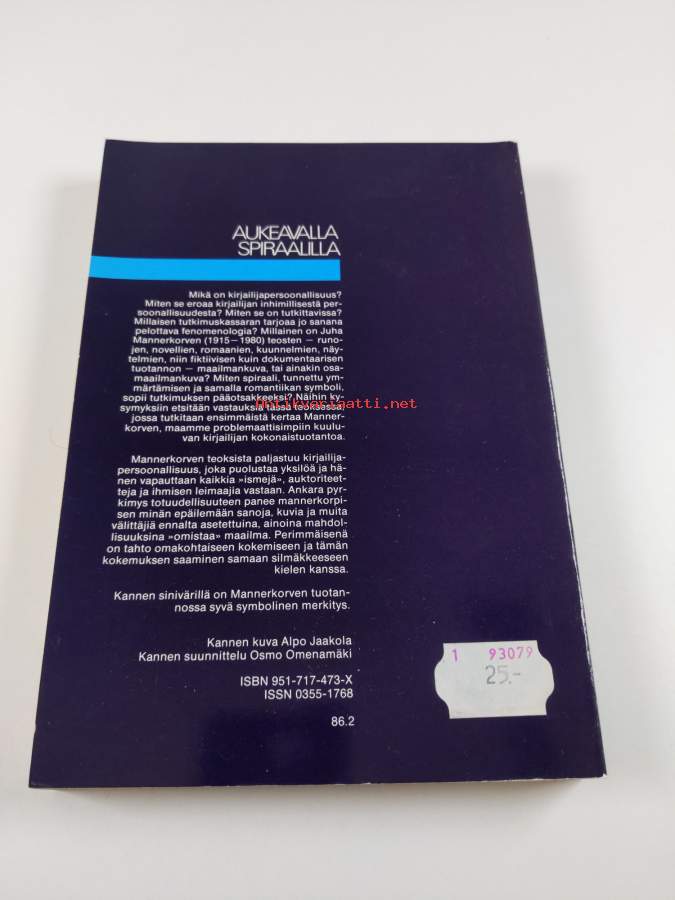 AUKEAVALLA
SPIRAALILLA
Mikä on kirjailijapersoonallisuus?
Miten se eroaa kirjailijan inhimillisestä per-
soonallisuudesta? Miten se on tutkittavissa?
Millaisen tutkimuskassaran tarjoaa jo sanana
pelottava fenomenologia? Millainen on Juha
Mannerkorven (1915–1980) teosten — runo-
jen, novellien, romaanien, kuunnelmien, näy-
telmien, niin fiktiivisen kuin dokumentaarisen
tuotannon — maailmankuva, tai ainakin osa-
maailmankuva? Miten spiraali, tunnettu ym-
märtämisen ja samalla romantiikan symboli,
sopii tutkimuksen pääotsakkeeksi? Näihin ky-
symyksiin etsitään vastauksia tässä teoksessa,
jossa tutkitaan ensimmäistä kertaa Manner-
korven, maamme problemaattisimpiin kuulu-
van kirjailijan kokonaistuotantoa.
Mannerkorven teoksista paljastuu kirjailija-
persoonallisuus, joka puolustaa yksilöä ja hä-
nen vapauttaan kaikkia »ismejä», auktoriteet-
teja ja ihmisen leimaajia vastaan. Ankara pyr-
kimys totuudellisuuteen panee mannerkorpi-
sen minän epäilemään sanoja, kuvia ja muita
välittäjiä ennalta asetettuina, ainoina mahdol-
lisuuksina »omistaa» maailma. Perimmäisenä
on tahto omakohtaiseen kokemiseen ja tämän
kokemuksen saaminen samaan silmäkkeeseen
kielen kanssa.
Kannen sinivärillä on Mannerkorven tuotan-
nossa syvä symbolinen merkitys.
Kannen kuva Alpo Jaakola
Kannen suunnittelu Osmo Omenamäki
ISBN 951-717-473-X
ISSN 0355-1768
86.2
1 93079
25.-
antikvariaatti.net